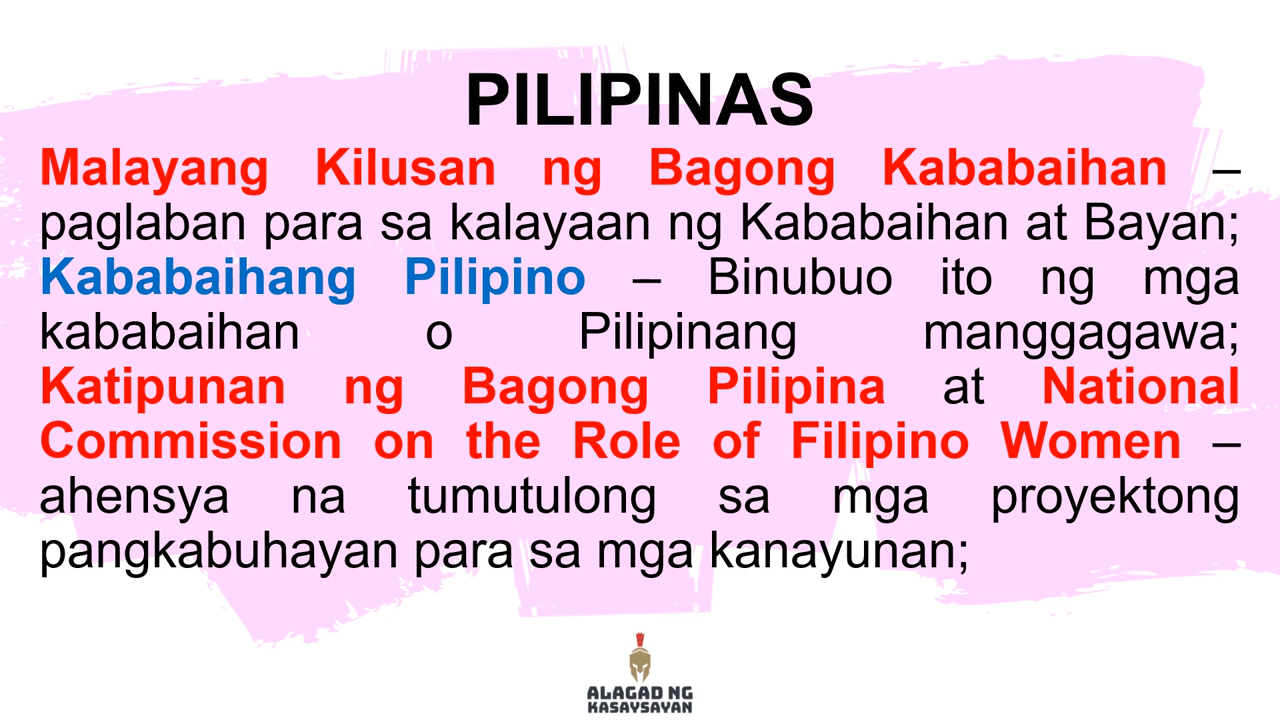 PILIPINAS
Malayang Kilusan ng Bagong Kababaihan –
paglaban para sa kalayaan ng Kababaihan at Bayan;
Kababaihang Pilipino – Binubuo ito ng mga
kababaihan o Pilipinang manggagawa;
Katipunan ng Bagong Pilipina at National
Commission on the Role of Filipino Women –
ahensya na tumutulong sa mga proyektong
pangkabuhayan para sa mga kanayunan;
ALAGAD NG
KASAYSAYAN